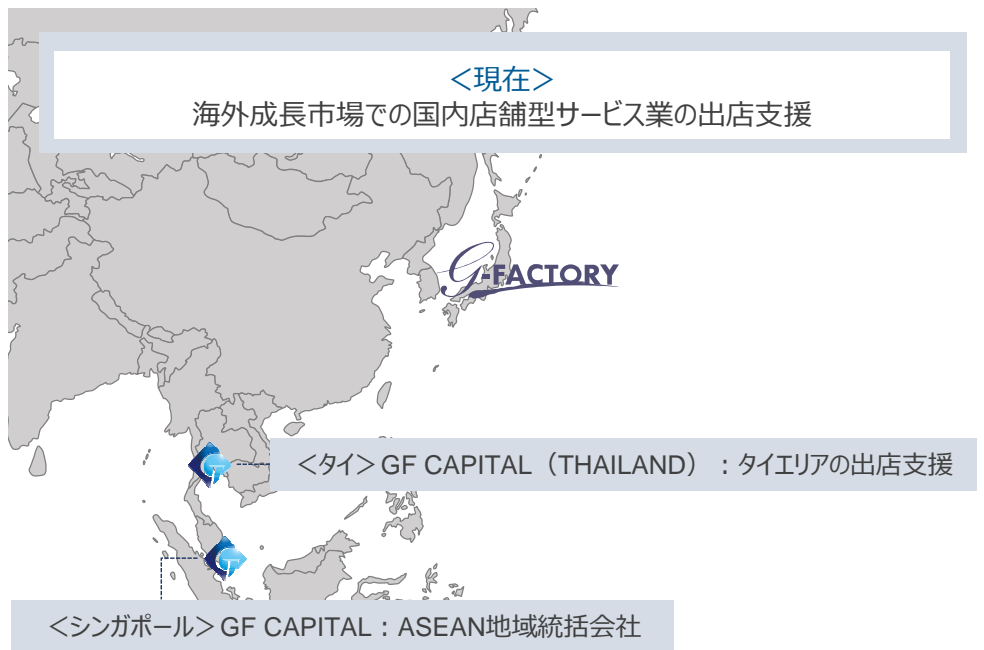 ＜現在＞
海外成長市場での国内店舗型サービス業の出店支援
G-FACTORY
＜タイ＞GF CAPITAL（THAILAND）：タイエリアの出店支援
＜シンガポール＞GF CAPITAL：ASEAN地域統括会社